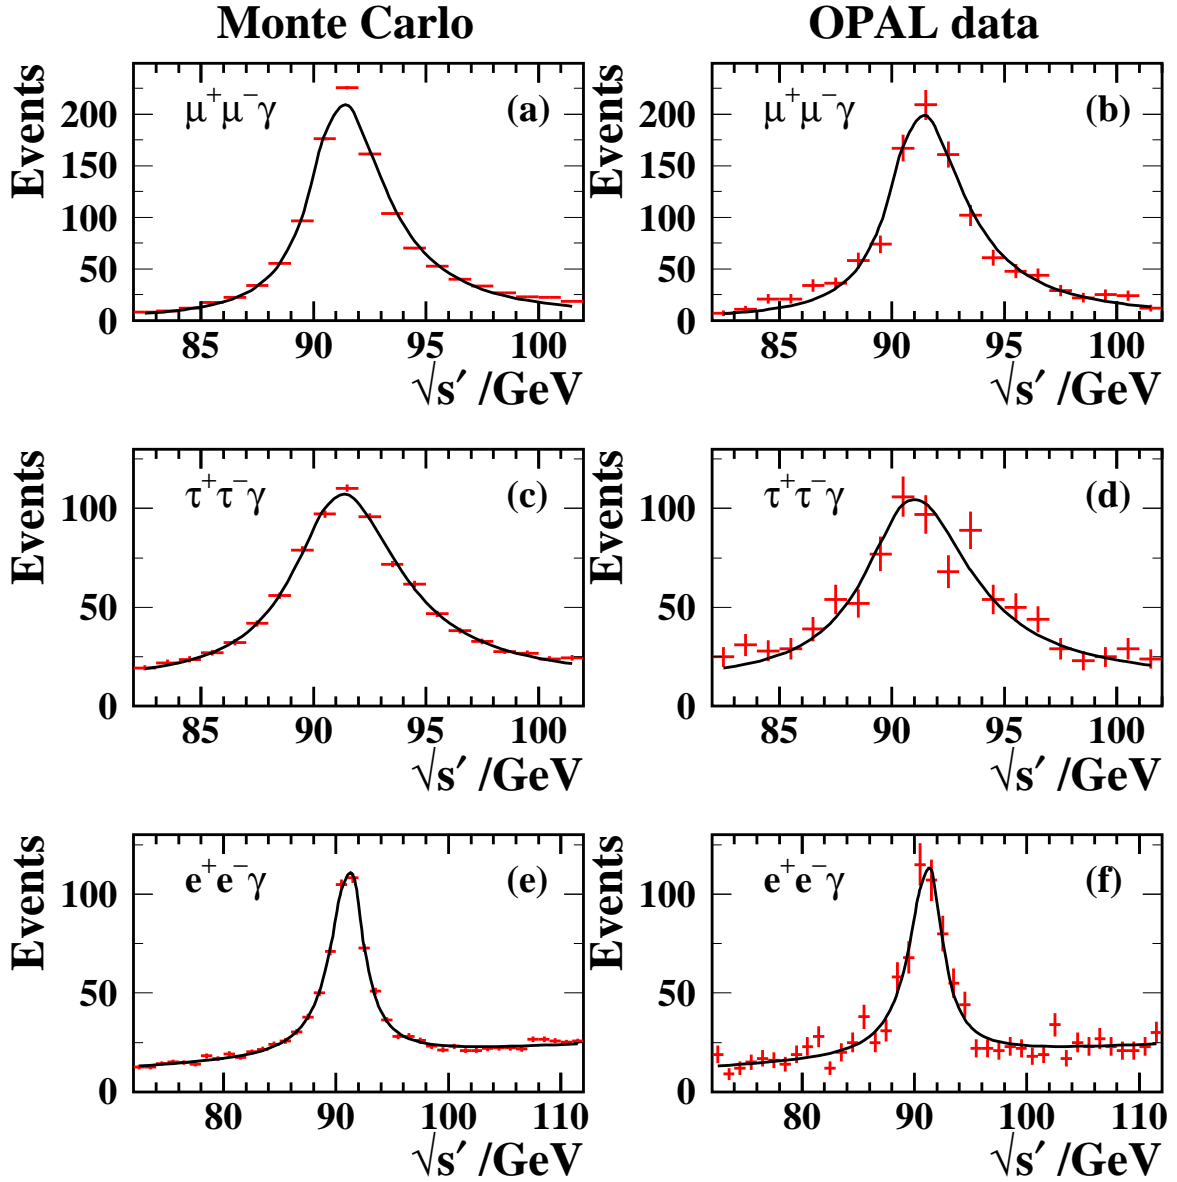 Monte Carlo OPAL data
Events
μ⁺μ⁻γ (a)
200
150
100
50
0
85 90 95 100
√s′ /GeV
Events
μ⁺μ⁻γ (b)
200
150
100
50
0
85 90 95 100
√s′ /GeV
Events
τ⁺τ⁻γ (c)
100
50
0
85 90 95 100
√s′ /GeV
Events
τ⁺τ⁻γ (d)
100
50
0
85 90 95 100
√s′ /GeV
Events
e⁺e⁻γ (e)
100
50
0
80 90 100 110
√s′ /GeV
Events
e⁺e⁻γ (f)
100
50
0
80 90 100 110
√s′ /GeV